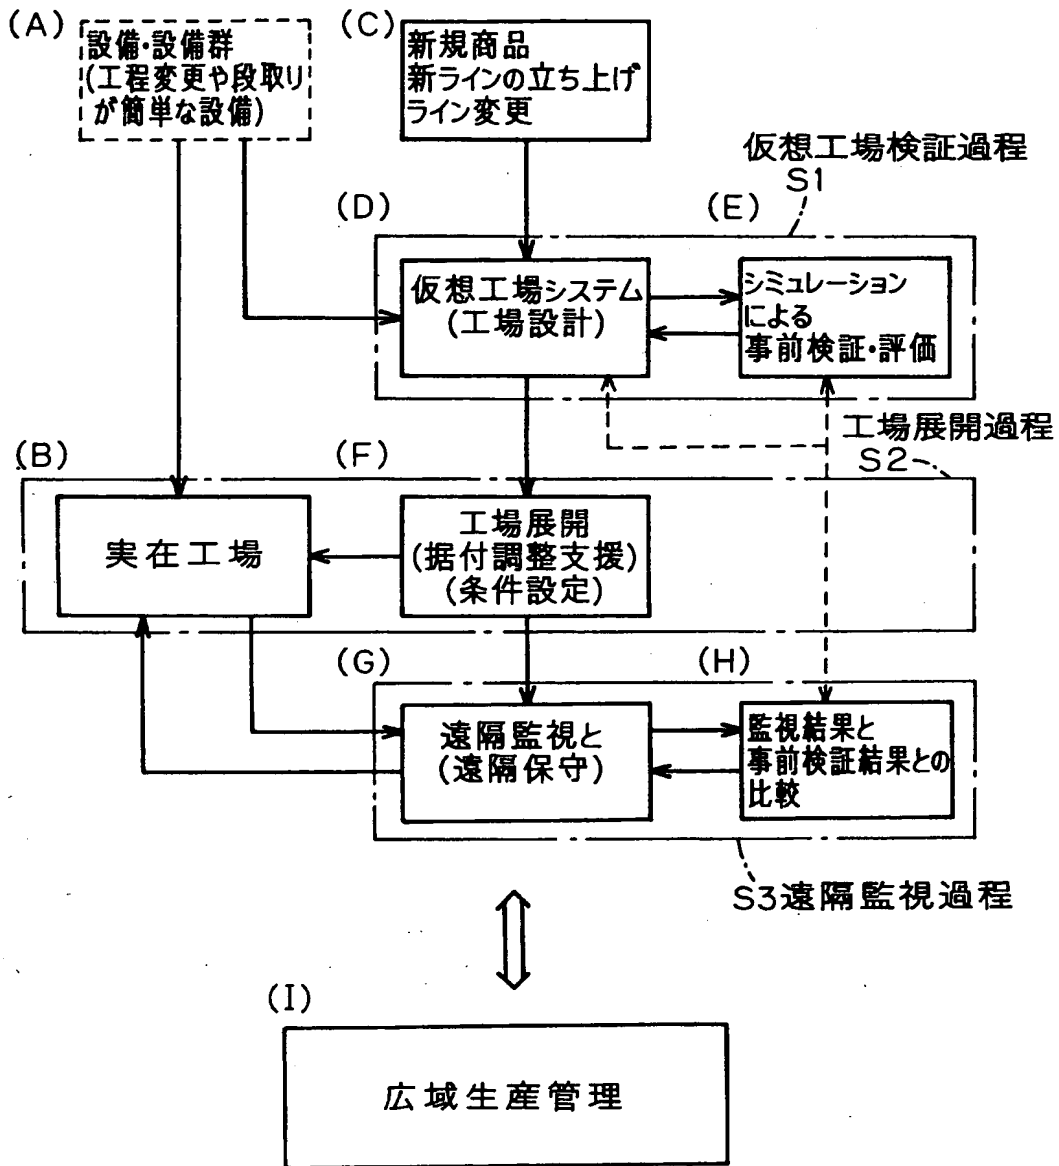 (A)
設備・設備群
(工程変更や段取り
が簡単な設備)
(C)
新規商品
新ラインの立ち上げ
ライン変更
仮想工場検証過程
S1
(D)
(E)
仮想工場システム
(工場設計)
シミュレーション
による
事前検証・評価
工場展開過程
S2
(B)
(F)
実在工場
工場展開
(据付調整支援)
(条件設定)
(G)
(H)
遠隔監視と
(遠隔保守)
監視結果と
事前検証結果との
比較
S3遠隔監視過程
(I)
広域生産管理